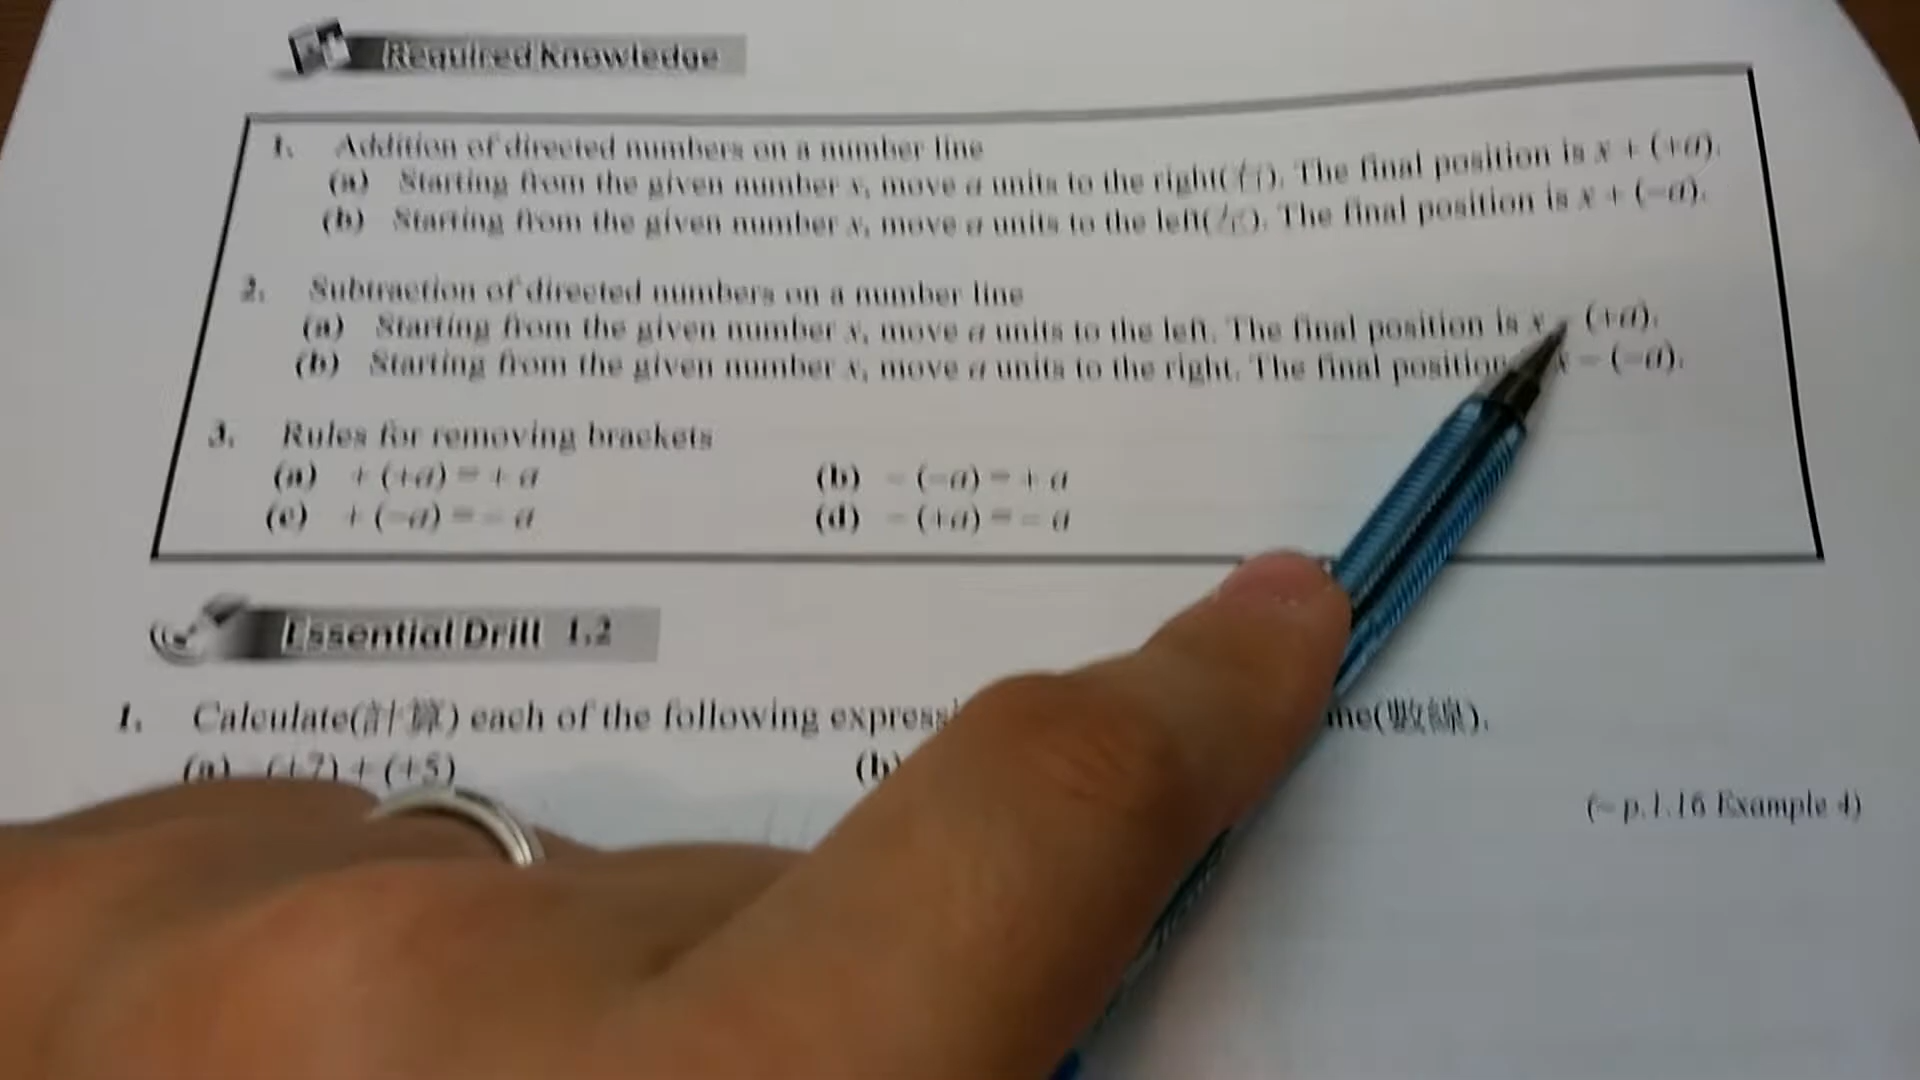 Required Knowledge
1. Addition of directed numbers on a number line
(a) Starting from the given number x, move a units to the right(右). The final position is x + (+a).
(b) Starting from the given number x, move a units to the left(左). The final position is x + (−a).
2. Subtraction of directed numbers on a number line
(a) Starting from the given number x, move a units to the left. The final position is x − (+a).
(b) Starting from the given number x, move a units to the right. The final position x − (−a).
3. Rules for removing brackets
(a) + (+a) = + a (b) − (−a) = + a
(c) + (−a) = − a (d) − (+a) = − a
Essential Drill 1.2
1. Calculate(計算) each of the following (數線).
(a) (+7) + (+5) (b)
p.1.16 Example 4)